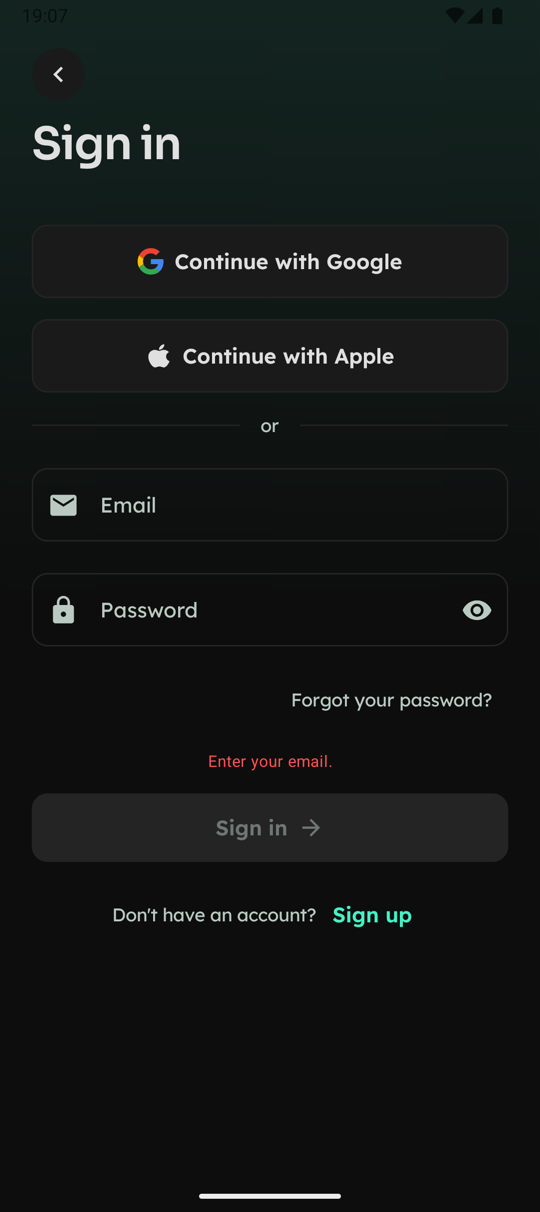 19:07
Sign in
Continue with Google
Continue with Apple
or
Email
Password
Forgot your password?
Enter your email.
Sign in
Don't have an account? Sign up